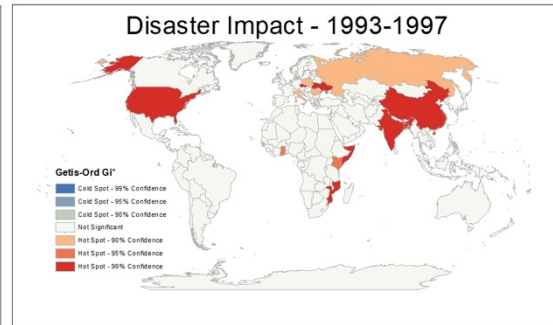 Disaster Impact - 1993-1997
Getis-Ord Gi*
Cold Spot - 99% Confidence
Cold Spot - 95% Confidence
Cold Spot - 90% Confidence
Not Significant
Hot Spot - 90% Confidence
Hot Spot - 95% Confidence
Hot Spot - 99% Confidence